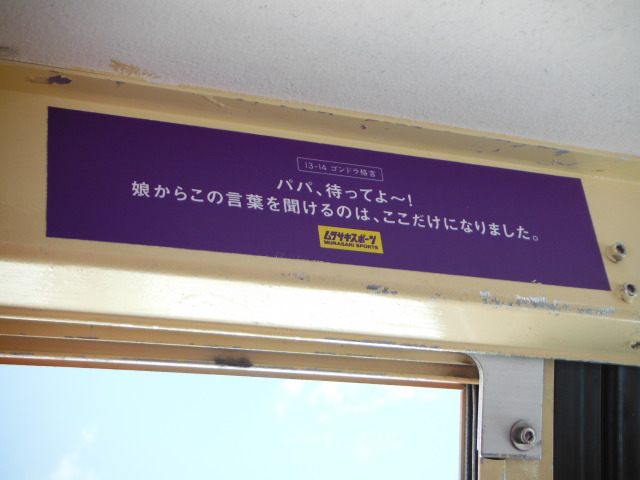 13-14 ゴンドラ格言
パパ、待ってよ〜!
娘からこの言葉を聞けるのは、ここだけになりました。
ムラサキスポーツ
MURASAKI SPORTS